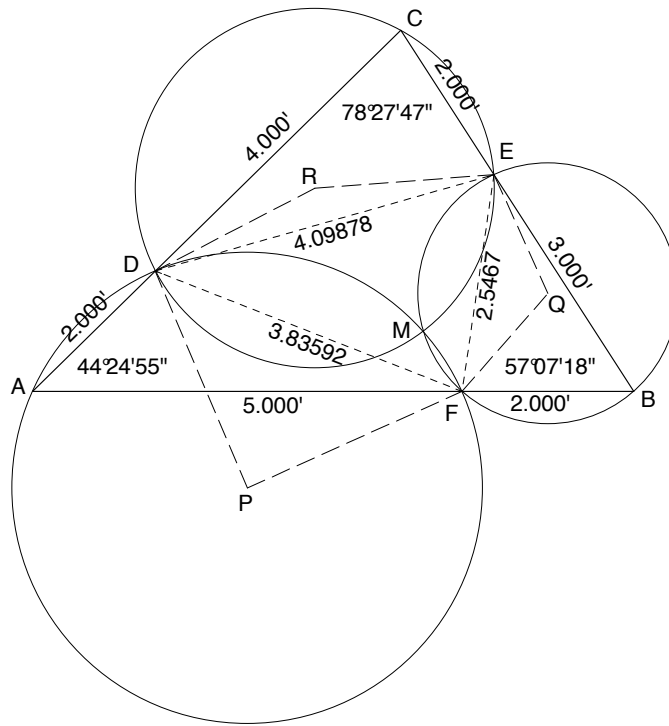 C
2.000'
78°27'47"
4.000'
E
R
4.09878
D
3.000'
2.5467
Q
2.000'
M
3.83592
44°24'55"
57°07'18"
A
5.000'
F
2.000'
B
P